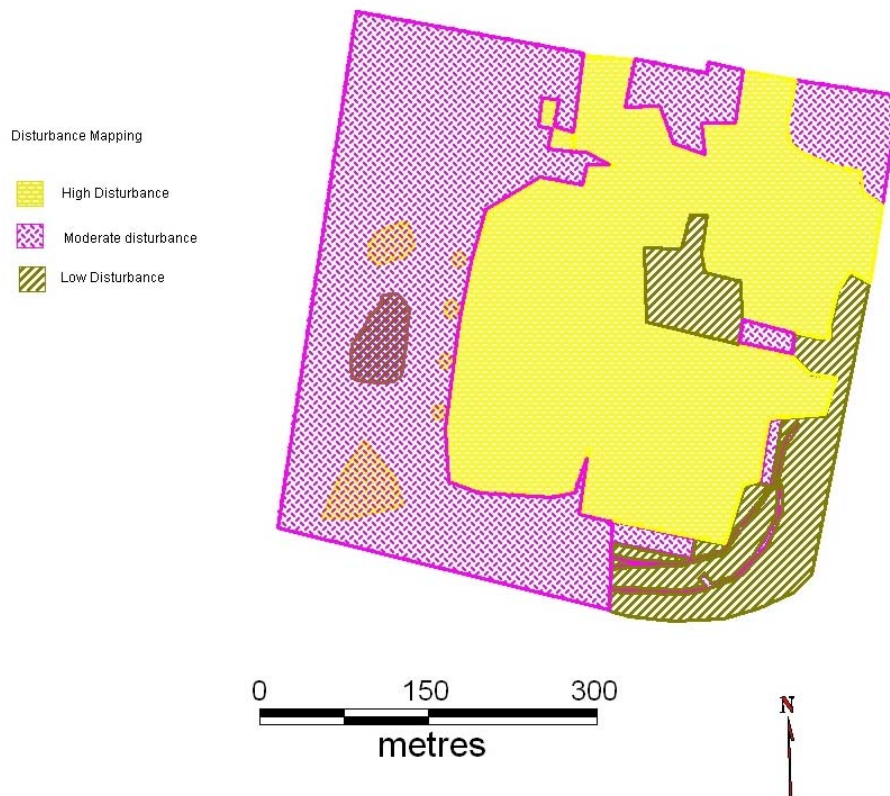 Disturbance Mapping
High Disturbance
Moderate disturbance
Low Disturbance
0 150 300
metres
N